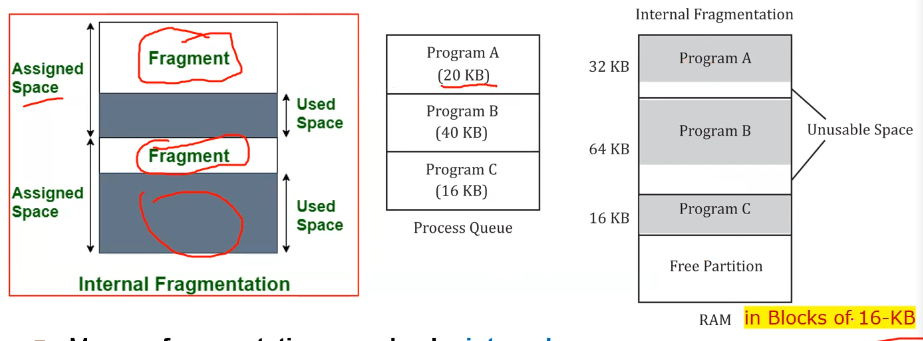 Assigned
Space
Fragment
Used
Space
Assigned
Space
Fragment
Used
Space
Internal Fragmentation
Program A
(20 KB)
Program B
(40 KB)
Program C
(16 KB)
Process Queue
Internal Fragmentation
32 KB
Program A
64 KB
Program B
Unusable Space
16 KB
Program C
Free Partition
RAM in Blocks of 16-KB